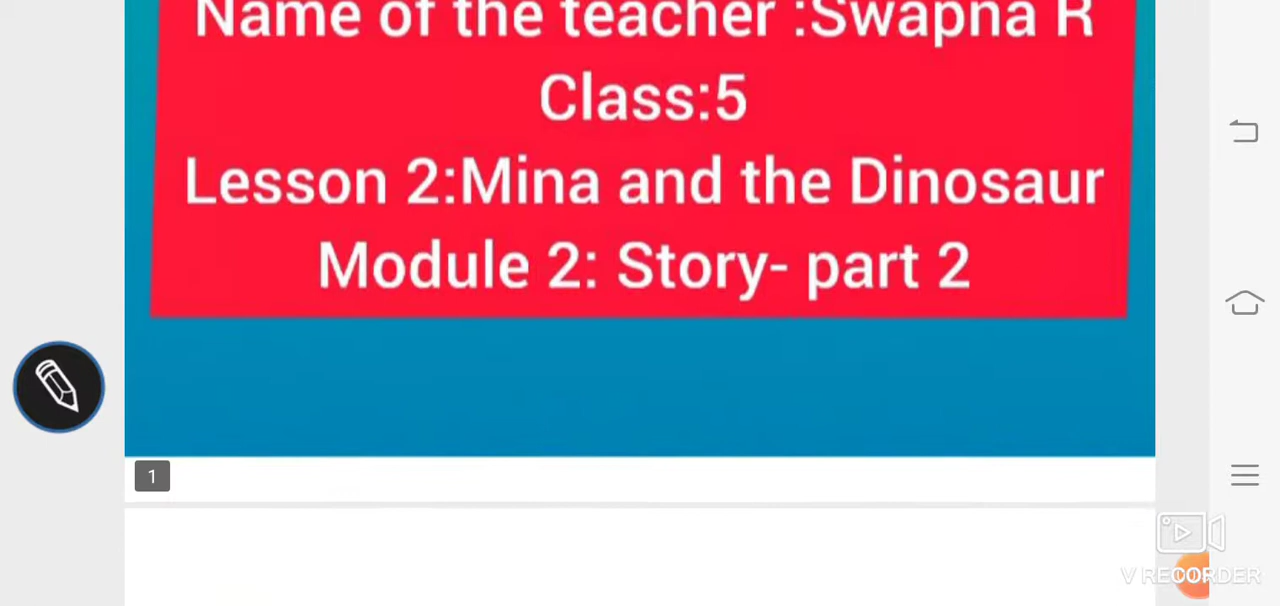 Name of the teacher :Swapna R
Class:5
Lesson 2:Mina and the Dinosaur
Module 2: Story- part 2
1
V RECORDER